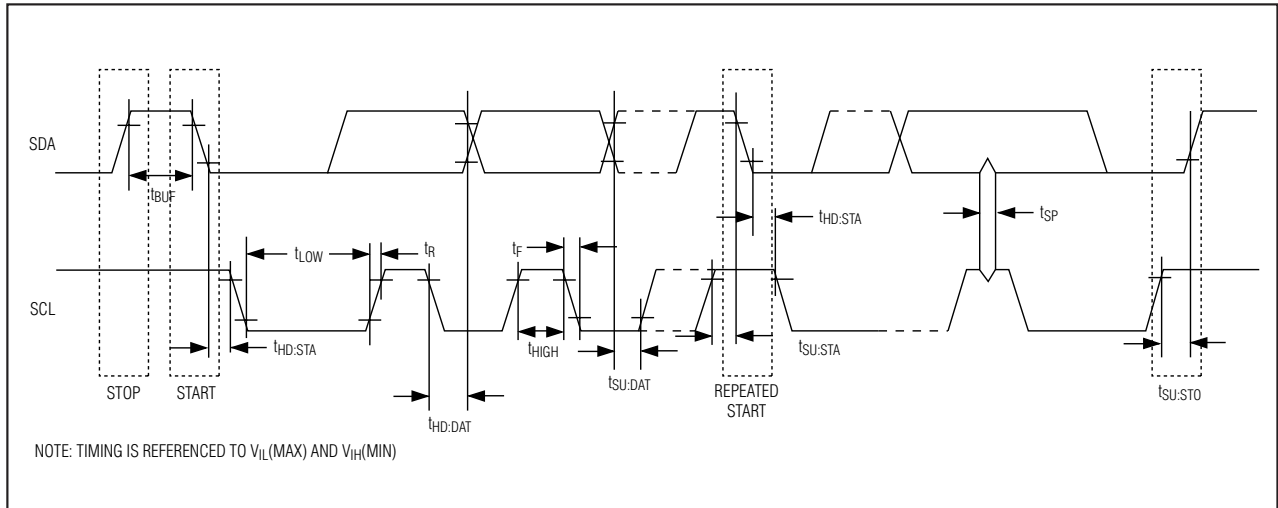 SDA
tBUF
tHD:STA
tSP
tLOW
tR
tF
SCL
tHD:STA
tHIGH
tSU:STA
tSU:DAT
STOP
START
REPEATED
START
tSU:STO
tHD:DAT
NOTE: TIMING IS REFERENCED TO VIL(MAX) AND VIH(MIN)